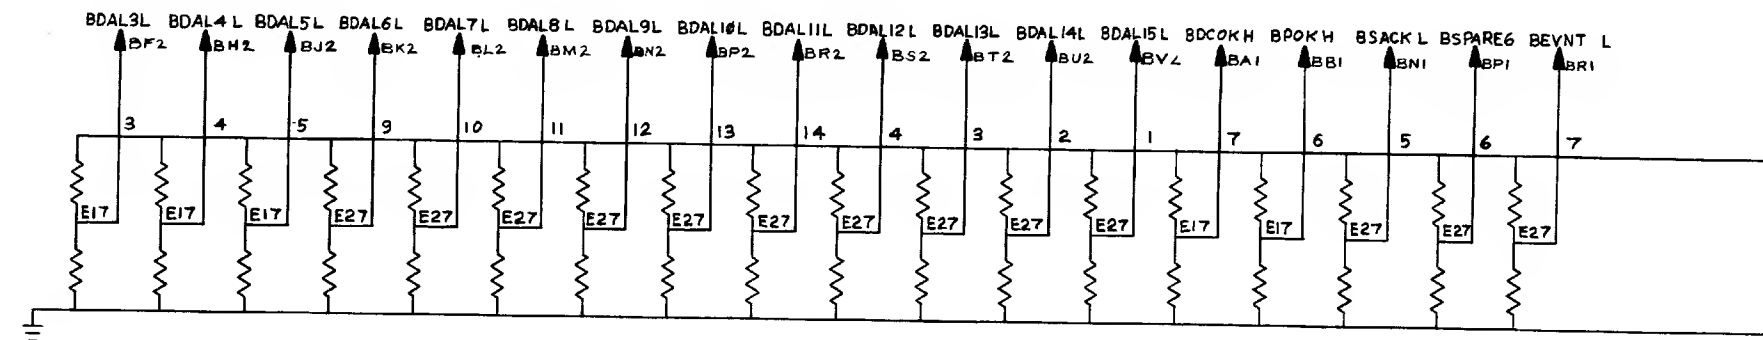 BDAL3L BDAL4L BDAL5L BDAL6L BDAL7L BDAL8L BDAL9L BDAL10L BDAL11L BDAL12L BDAL13L BDAL14L BDAL15L BDCOKH BPOKH BSACKL BSPARE6 BEVNT L
BF2 BH2 BJ2 BK2 BL2 BM2 BN2 BP2 BR2 BS2 BT2 BU2 BV2 BA1 BB1 BN1 BP1 BR1
3 4 5 9 10 11 12 13 14 4 3 2 1 7 6 5 6 7
E17 E17 E17 E27 E27 E27 E27 E27 E27 E27 E27 E27 E27 E17 E17 E27 E27 E27